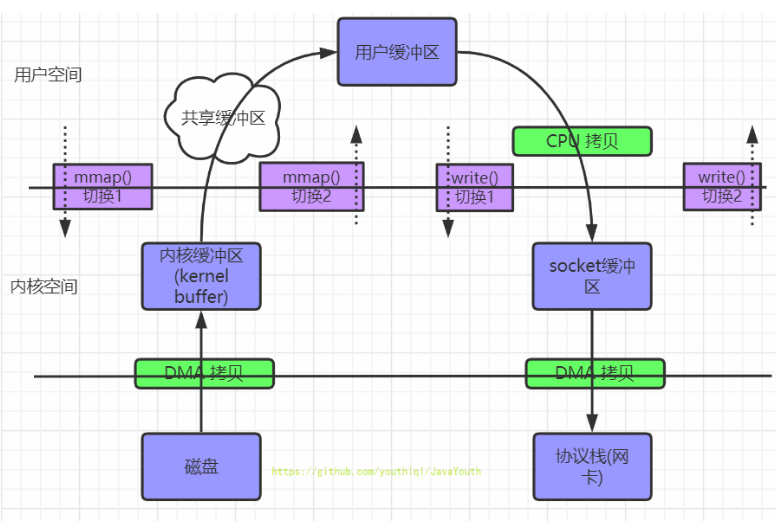 用户缓冲区
用户空间
共享缓冲区
CPU 拷贝
mmap()
切换1
mmap()
切换2
write()
切换1
write()
切换2
内核缓冲区
(kernel
buffer)
socket缓冲
区
内核空间
DMA 拷贝
DMA 拷贝
磁盘
协议栈(网
卡)
https://github.com/youthlql/JavaYouth